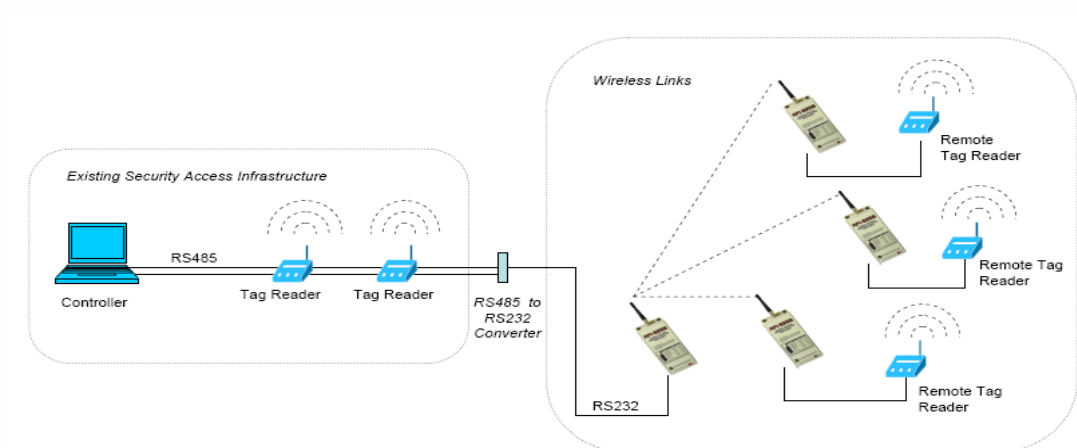 Wireless Links
Remote
Tag Reader
Existing Security Access Infrastructure
RS485
Controller
Tag Reader
Tag Reader
RS485 to
RS232
Converter
Remote Tag
Reader
RS232
Remote Tag
Reader